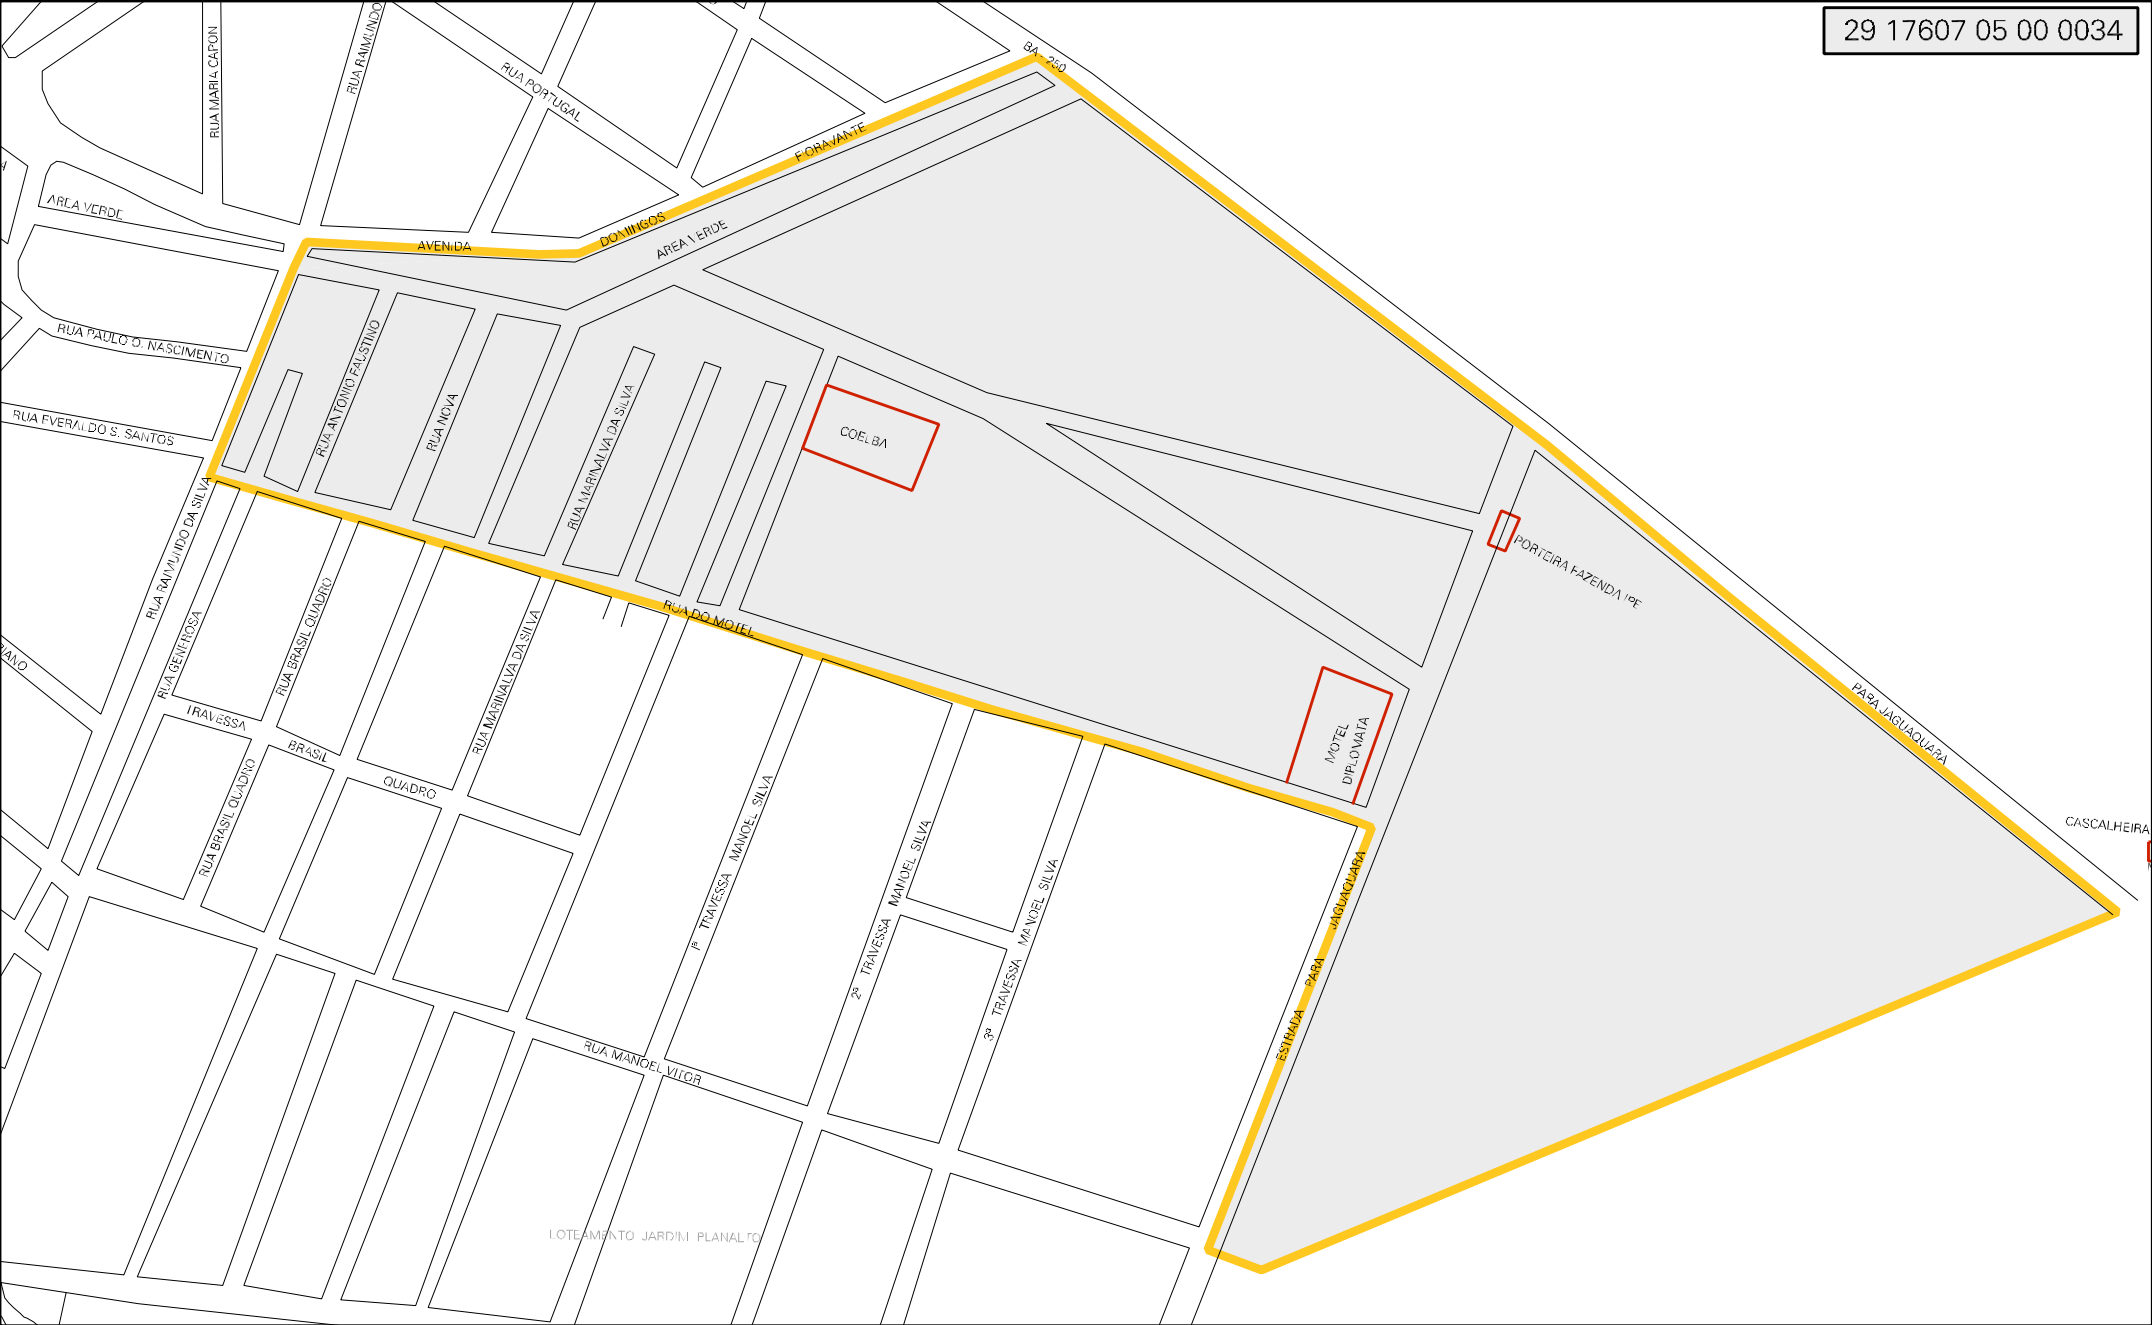 29 17607 05 00 0034
BA - 250
RUA MARIA CAPON
RUA RAIMUNDO
RUA PORTUGAL
FIORAVANTE
DOMINGOS
AVENIDA
AREA VERDE
AREA VERDE
RUA PAULO O. NASCIMENTO
RUA EVERALDO S. SANTOS
RUA ANTONIO FAUSTINO
RUA NOVA
RUA MARINALVA DA SILVA
COELBA
PORTEIRA FAZENDA IPE
RUA RAIMUNDO DA SILVA
RUA GENEROSA
RUA BRASIL QUADRO
RUA MARINALVA DA SILVA
RUA DO MOTEL
MOTEL
DIPLOMATA
PARA JAGUAQUARA
CASCALHEIRA
IANO
TRAVESSA
BRASIL
QUADRO
RUA BRASIL QUADRO
1ª TRAVESSA MANOEL SILVA
2ª TRAVESSA MANOEL SILVA
3ª TRAVESSA MANOEL SILVA
ESTRADA PARA JAGUAQUARA
RUA MANOEL VITOR
LOTEAMENTO JARDIM PLANALTO